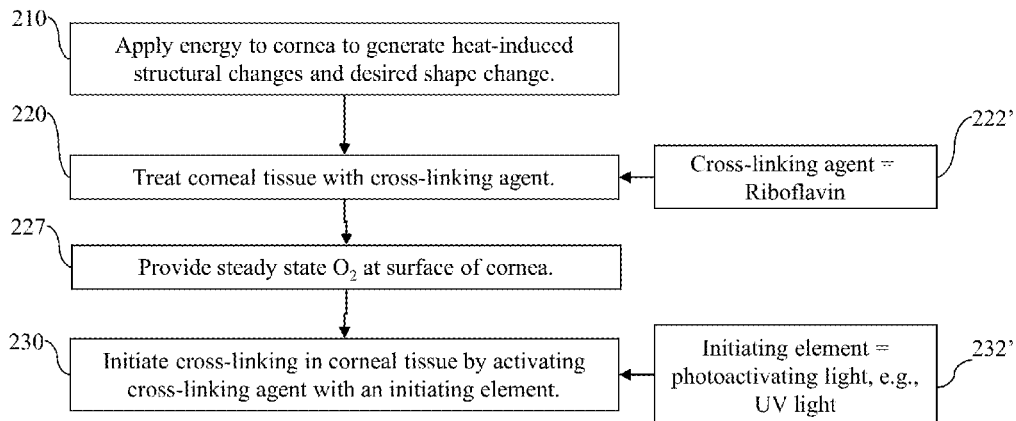 210
Apply energy to cornea to generate heat-induced
structural changes and desired shape change.
220
Treat corneal tissue with cross-linking agent.
222’
Cross-linking agent =
Riboflavin
227
Provide steady state O₂ at surface of cornea.
230
Initiate cross-linking in corneal tissue by activating
cross-linking agent with an initiating element.
232’
Initiating element =
photoactivating light, e.g.,
UV light